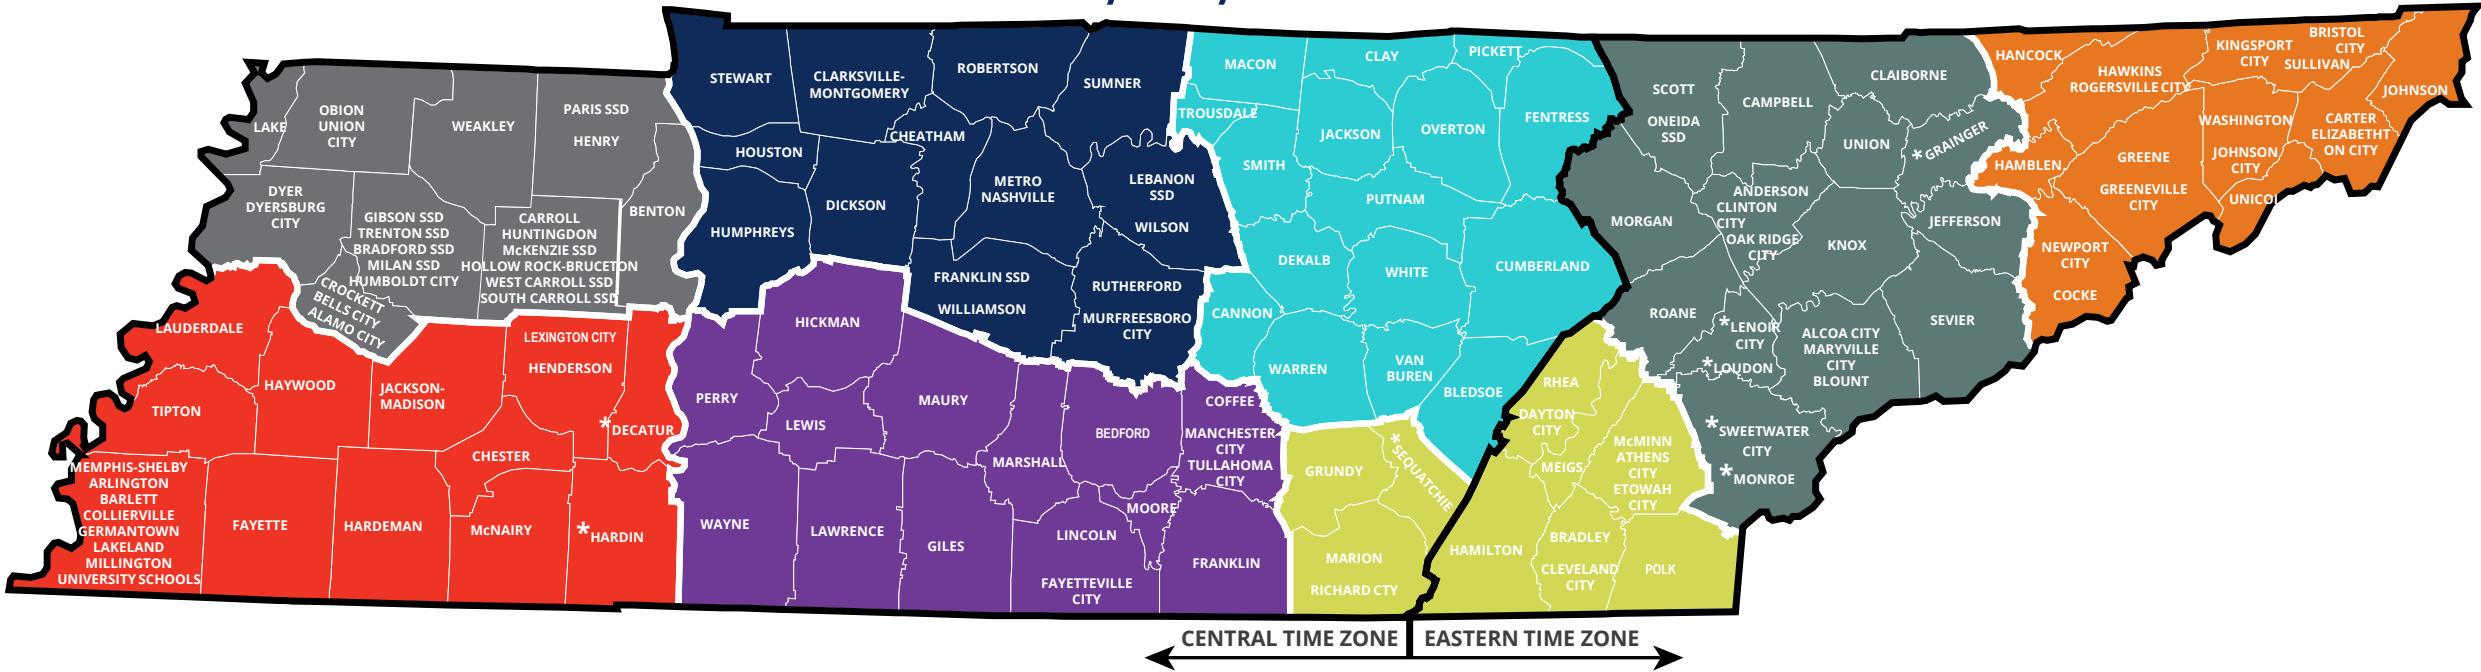 LAKE
OBION
UNION
CITY
WEAKLEY
PARIS SSD
HENRY
DYER
DYERSBURG
CITY
GIBSON SSD
TRENTON SSD
BRADFORD SSD
MILAN SSD
HUMBOLDT CITY
CARROLL
HUNTINGDON
McKENZIE SSD
HOLLOW ROCK-BRUCETON
WEST CARROLL SSD
SOUTH CARROLL SSD
BENTON
CROCKETT
BELLS CITY
ALAMO CITY
LAUDERDALE
HAYWOOD
TIPTON
JACKSON-
MADISON
LEXINGTON CITY
HENDERSON
*DECATUR
CHESTER
MEMPHIS-SHELBY
ARLINGTON
BARLETT
COLLIERVILLE
GERMANTOWN
LAKELAND
MILLINGTON
UNIVERSITY SCHOOLS
FAYETTE
HARDEMAN
McNAIRY
*HARDIN
STEWART
CLARKSVILLE-
MONTGOMERY
ROBERTSON
SUMNER
CHEATHAM
HOUSTON
HUMPHREYS
DICKSON
METRO
NASHVILLE
LEBANON
SSD
WILSON
FRANKLIN SSD
WILLIAMSON
RUTHERFORD
MURFREESBORO
CITY
HICKMAN
PERRY
LEWIS
MAURY
MARSHALL
BEDFORD
COFFEE
MANCHESTER
CITY
TULLAHOMA
CITY
MOORE
WAYNE
LAWRENCE
GILES
LINCOLN
FAYETTEVILLE
CITY
FRANKLIN
MACON
CLAY
PICKETT
TROUSDALE
JACKSON
OVERTON
FENTRESS
SMITH
PUTNAM
DEKALB
WHITE
CUMBERLAND
CANNON
WARREN
VAN
BUREN
BLEDSOE
GRUNDY
*SEQUATCHIE
MARION
RICHARD CTY
RHEA
DAYTON
CITY
MEIGS
McMINN
ATHENS
CITY
ETOWAH
CITY
HAMILTON
BRADLEY
CLEVELAND
CITY
POLK
SCOTT
ONEIDA
SSD
CAMPBELL
CLAIBORNE
UNION
*GRAINGER
MORGAN
ANDERSON
CLINTON
CITY
OAK RIDGE
CITY
KNOX
JEFFERSON
ROANE
*LENOIR
CITY
*LOUDON
ALCOA CITY
MARYVILLE
CITY
BLOUNT
SEVIER
*SWEETWATER
CITY
*MONROE
HANCOCK
HAWKINS
ROGERSVILLE CITY
KINGSPORT
CITY
BRISTOL
CITY
SULLIVAN
JOHNSON
WASHINGTON
JOHNSON
CITY
CARTER
ELIZABETHT
ON CITY
HAMBLEN
GREENE
GREENEVILLE
CITY
UNICOI
NEWPORT
CITY
COCKE
CENTRAL TIME ZONE
EASTERN TIME ZONE